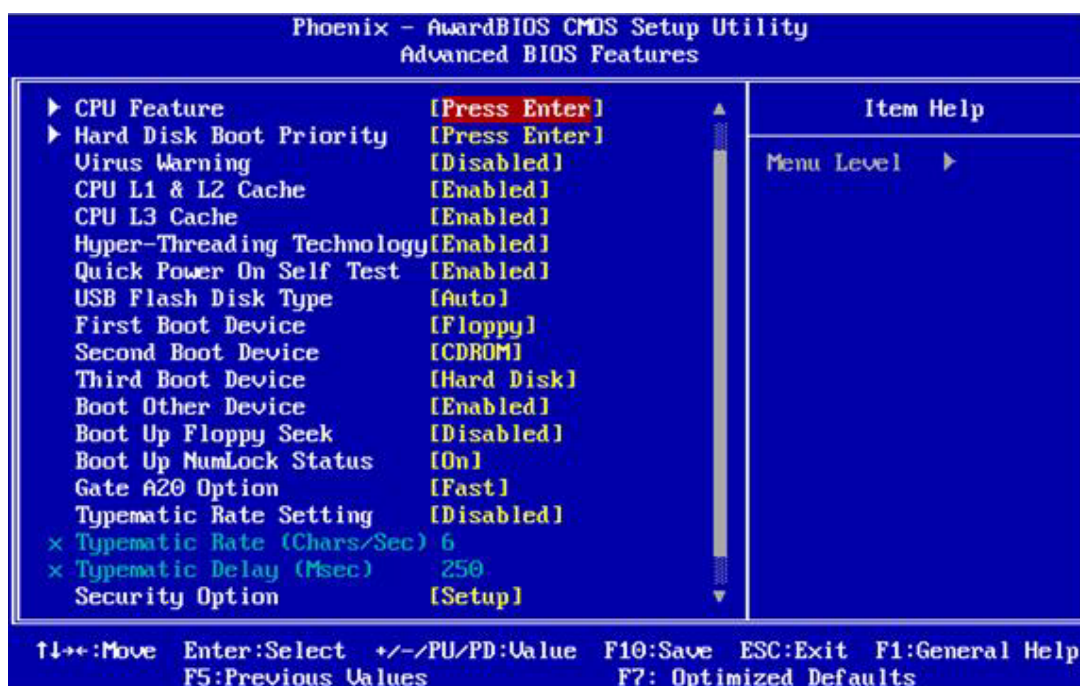 Phoenix - AwardBIOS CMOS Setup Utility
Advanced BIOS Features
CPU Feature [Press Enter]
Hard Disk Boot Priority [Press Enter]
Virus Warning [Disabled]
CPU L1 & L2 Cache [Enabled]
CPU L3 Cache [Enabled]
Hyper-Threading Technology[Enabled]
Quick Power On Self Test [Enabled]
USB Flash Disk Type [Auto]
First Boot Device [Floppy]
Second Boot Device [CDROM]
Third Boot Device [Hard Disk]
Boot Other Device [Enabled]
Boot Up Floppy Seek [Disabled]
Boot Up NumLock Status [On]
Gate A20 Option [Fast]
Typematic Rate Setting [Disabled]
x Typematic Rate (Chars/Sec) 6
x Typematic Delay (Msec) 250
Security Option [Setup]
Item Help
Menu Level
↑↓→←:Move Enter:Select +/-/PU/PD:Value F10:Save ESC:Exit F1:General Help
F5:Previous Values F7: Optimized Defaults